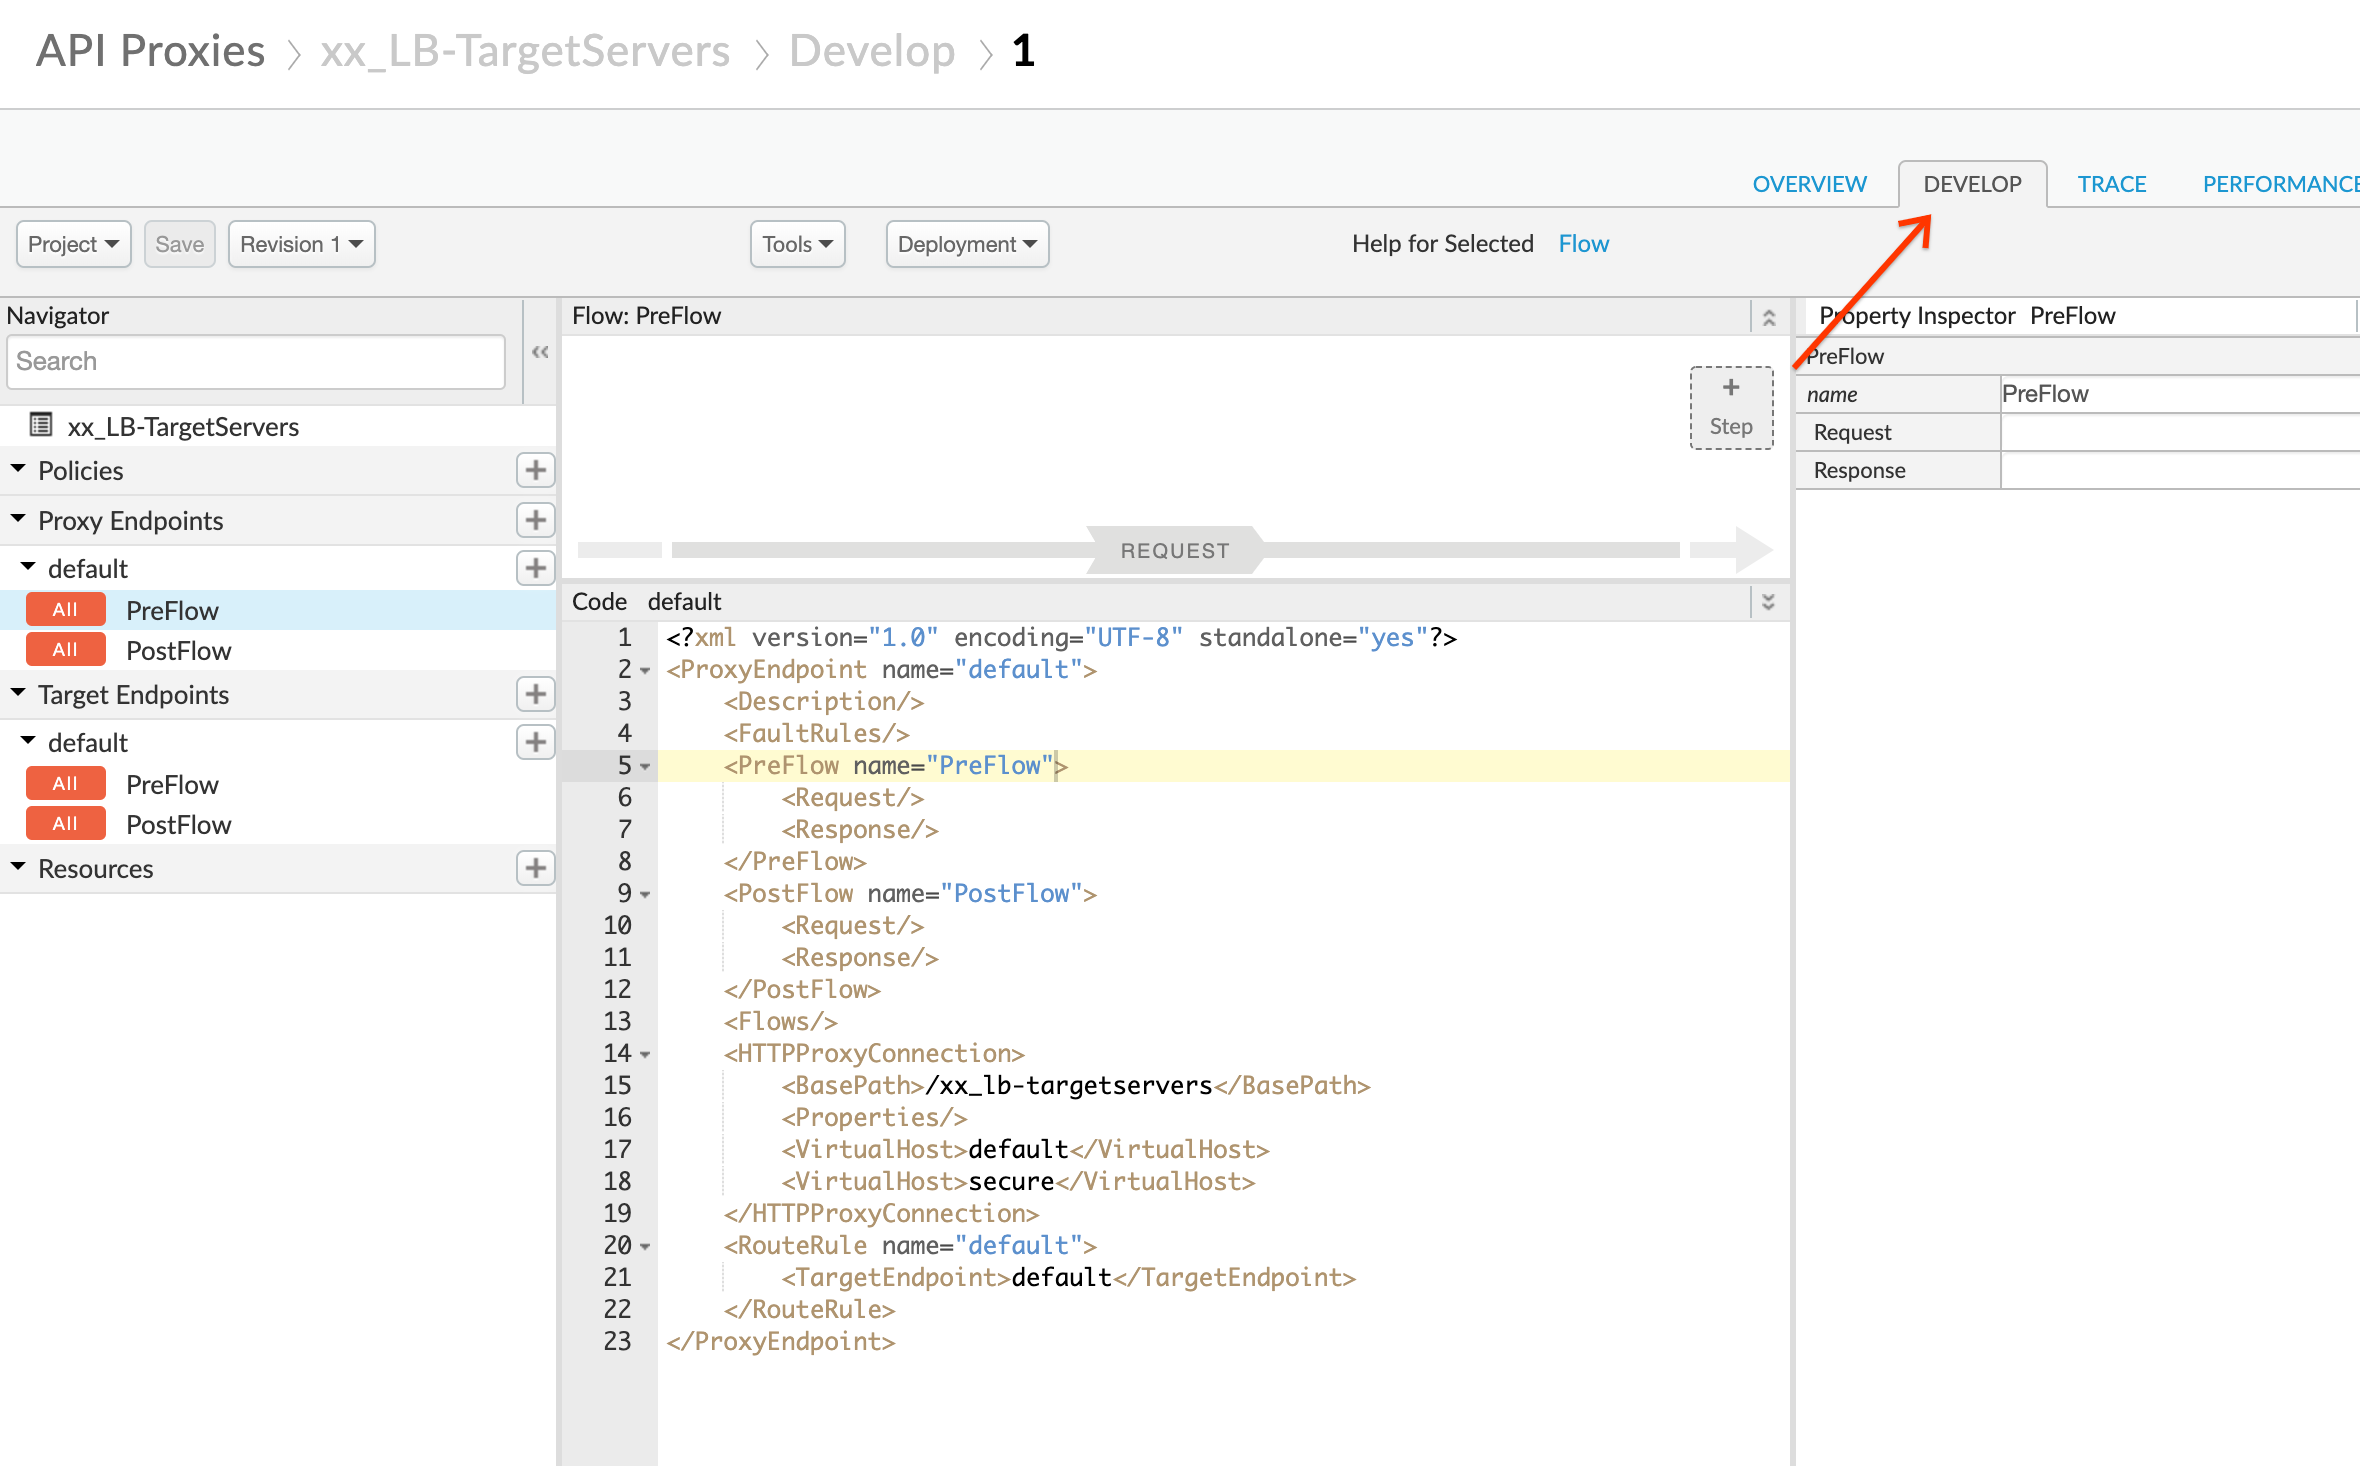 API Proxies > xx_LB-TargetServers > Develop > 1
OVERVIEW DEVELOP TRACE PERFORMANCE
Project Save Revision 1 Tools Deployment Help for Selected Flow
Navigator
Search
xx_LB-TargetServers
Policies
Proxy Endpoints
default
All PreFlow
All PostFlow
Target Endpoints
default
All PreFlow
All PostFlow
Resources
Flow: PreFlow
+
Step
REQUEST
Code default
1 <?xml version="1.0" encoding="UTF-8" standalone="yes"?>
2 <ProxyEndpoint name="default">
3     <Description/>
4     <FaultRules/>
5     <PreFlow name="PreFlow">
6         <Request/>
7         <Response/>
8     </PreFlow>
9     <PostFlow name="PostFlow">
10         <Request/>
11         <Response/>
12     </PostFlow>
13     <Flows/>
14     <HTTPProxyConnection>
15         <BasePath>/xx_lb-targetservers</BasePath>
16         <Properties/>
17         <VirtualHost>default</VirtualHost>
18         <VirtualHost>secure</VirtualHost>
19     </HTTPProxyConnection>
20     <RouteRule name="default">
21         <TargetEndpoint>default</TargetEndpoint>
22     </RouteRule>
23 </ProxyEndpoint>
Property Inspector PreFlow
PreFlow
name PreFlow
Request
Response